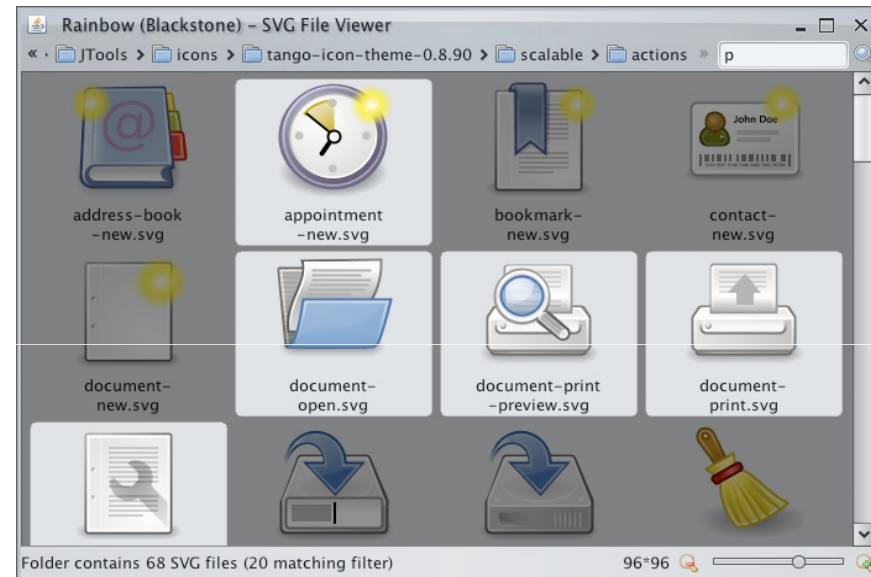 Rainbow (Blackstone) – SVG File Viewer
« › JTools > icons > tango-icon-theme-0.8.90 > scalable > actions » p
John Doe
address-book
-new.svg
appointment
-new.svg
bookmark-
new.svg
contact-
new.svg
document-
new.svg
document-
open.svg
document-print
-preview.svg
document-
print.svg
Folder contains 68 SVG files (20 matching filter)
96*96